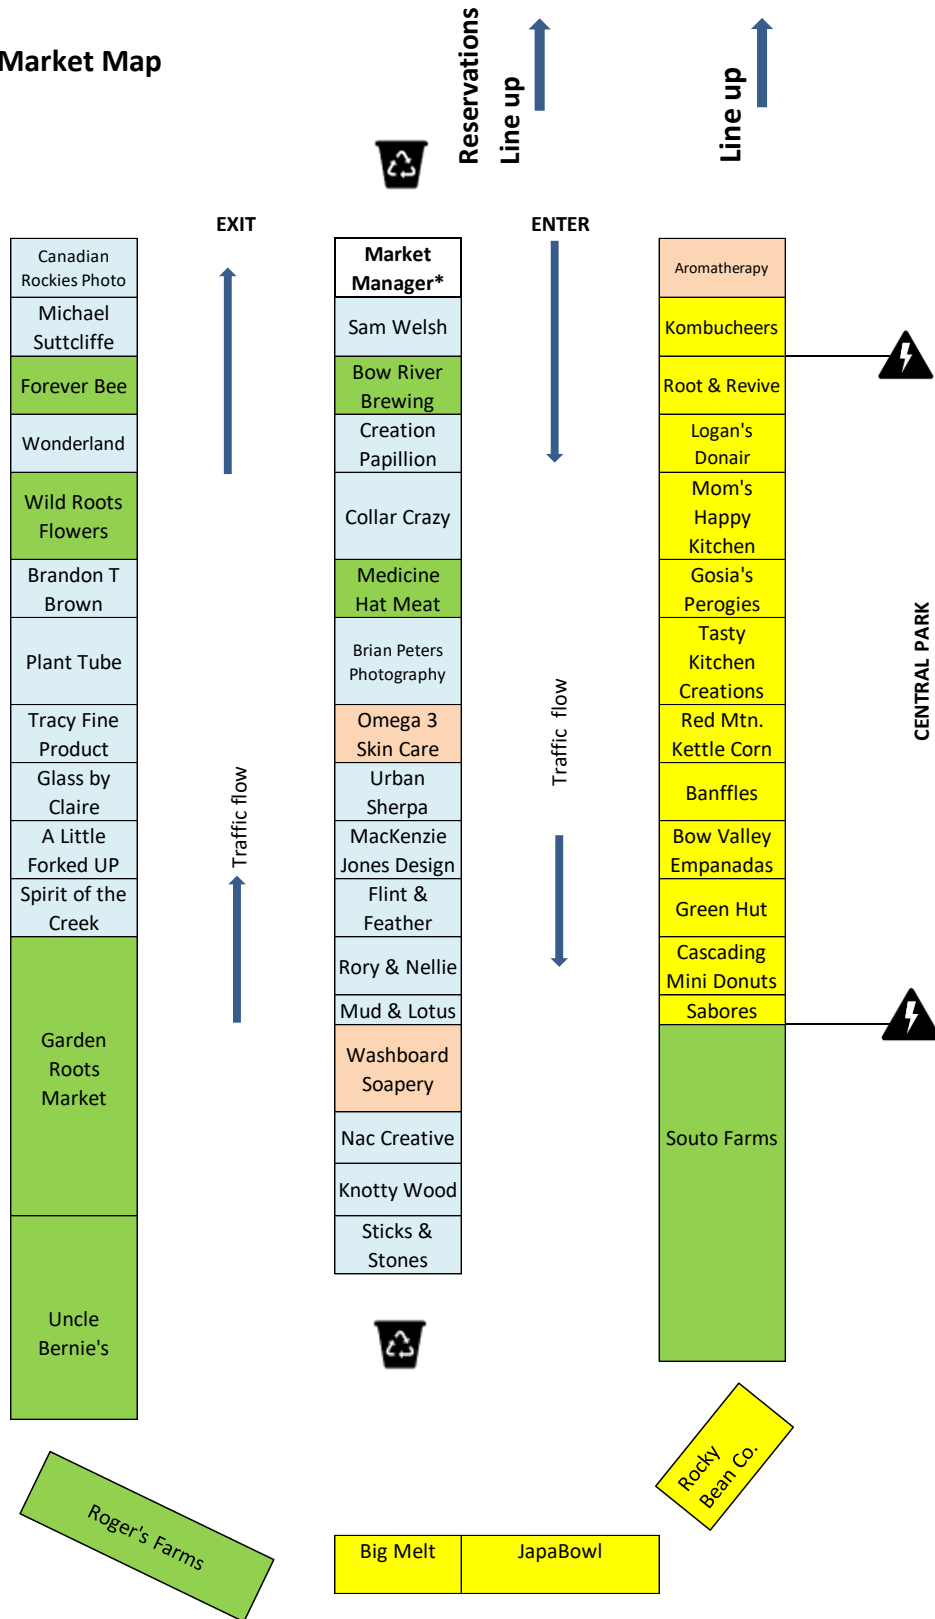 Market Map
Reservations
Line up
Line up
EXIT
ENTER
Canadian
Rockies Photo
Michael
Suttcliffe
Forever Bee
Wonderland
Wild Roots
Flowers
Brandon T
Brown
Plant Tube
Tracy Fine
Product
Glass by
Claire
A Little
Forked UP
Spirit of the
Creek
Garden
Roots
Market
Uncle
Bernie's
Roger's Farms
Traffic flow
Market
Manager*
Sam Welsh
Bow River
Brewing
Creation
Papillion
Collar Crazy
Medicine
Hat Meat
Brian Peters
Photography
Omega 3
Skin Care
Urban
Sherpa
MacKenzie
Jones Design
Flint &
Feather
Rory & Nellie
Mud & Lotus
Washboard
Soapery
Nac Creative
Knotty Wood
Sticks &
Stones
Traffic flow
Aromatherapy
Kombucheers
Root & Revive
Logan's
Donair
Mom's
Happy
Kitchen
Gosia's
Perogies
Tasty
Kitchen
Creations
Red Mtn.
Kettle Corn
Banffles
Bow Valley
Empanadas
Green Hut
Cascading
Mini Donuts
Sabores
Souto Farms
Rocky
Bean Co.
Big Melt
JapaBowl
CENTRAL PARK